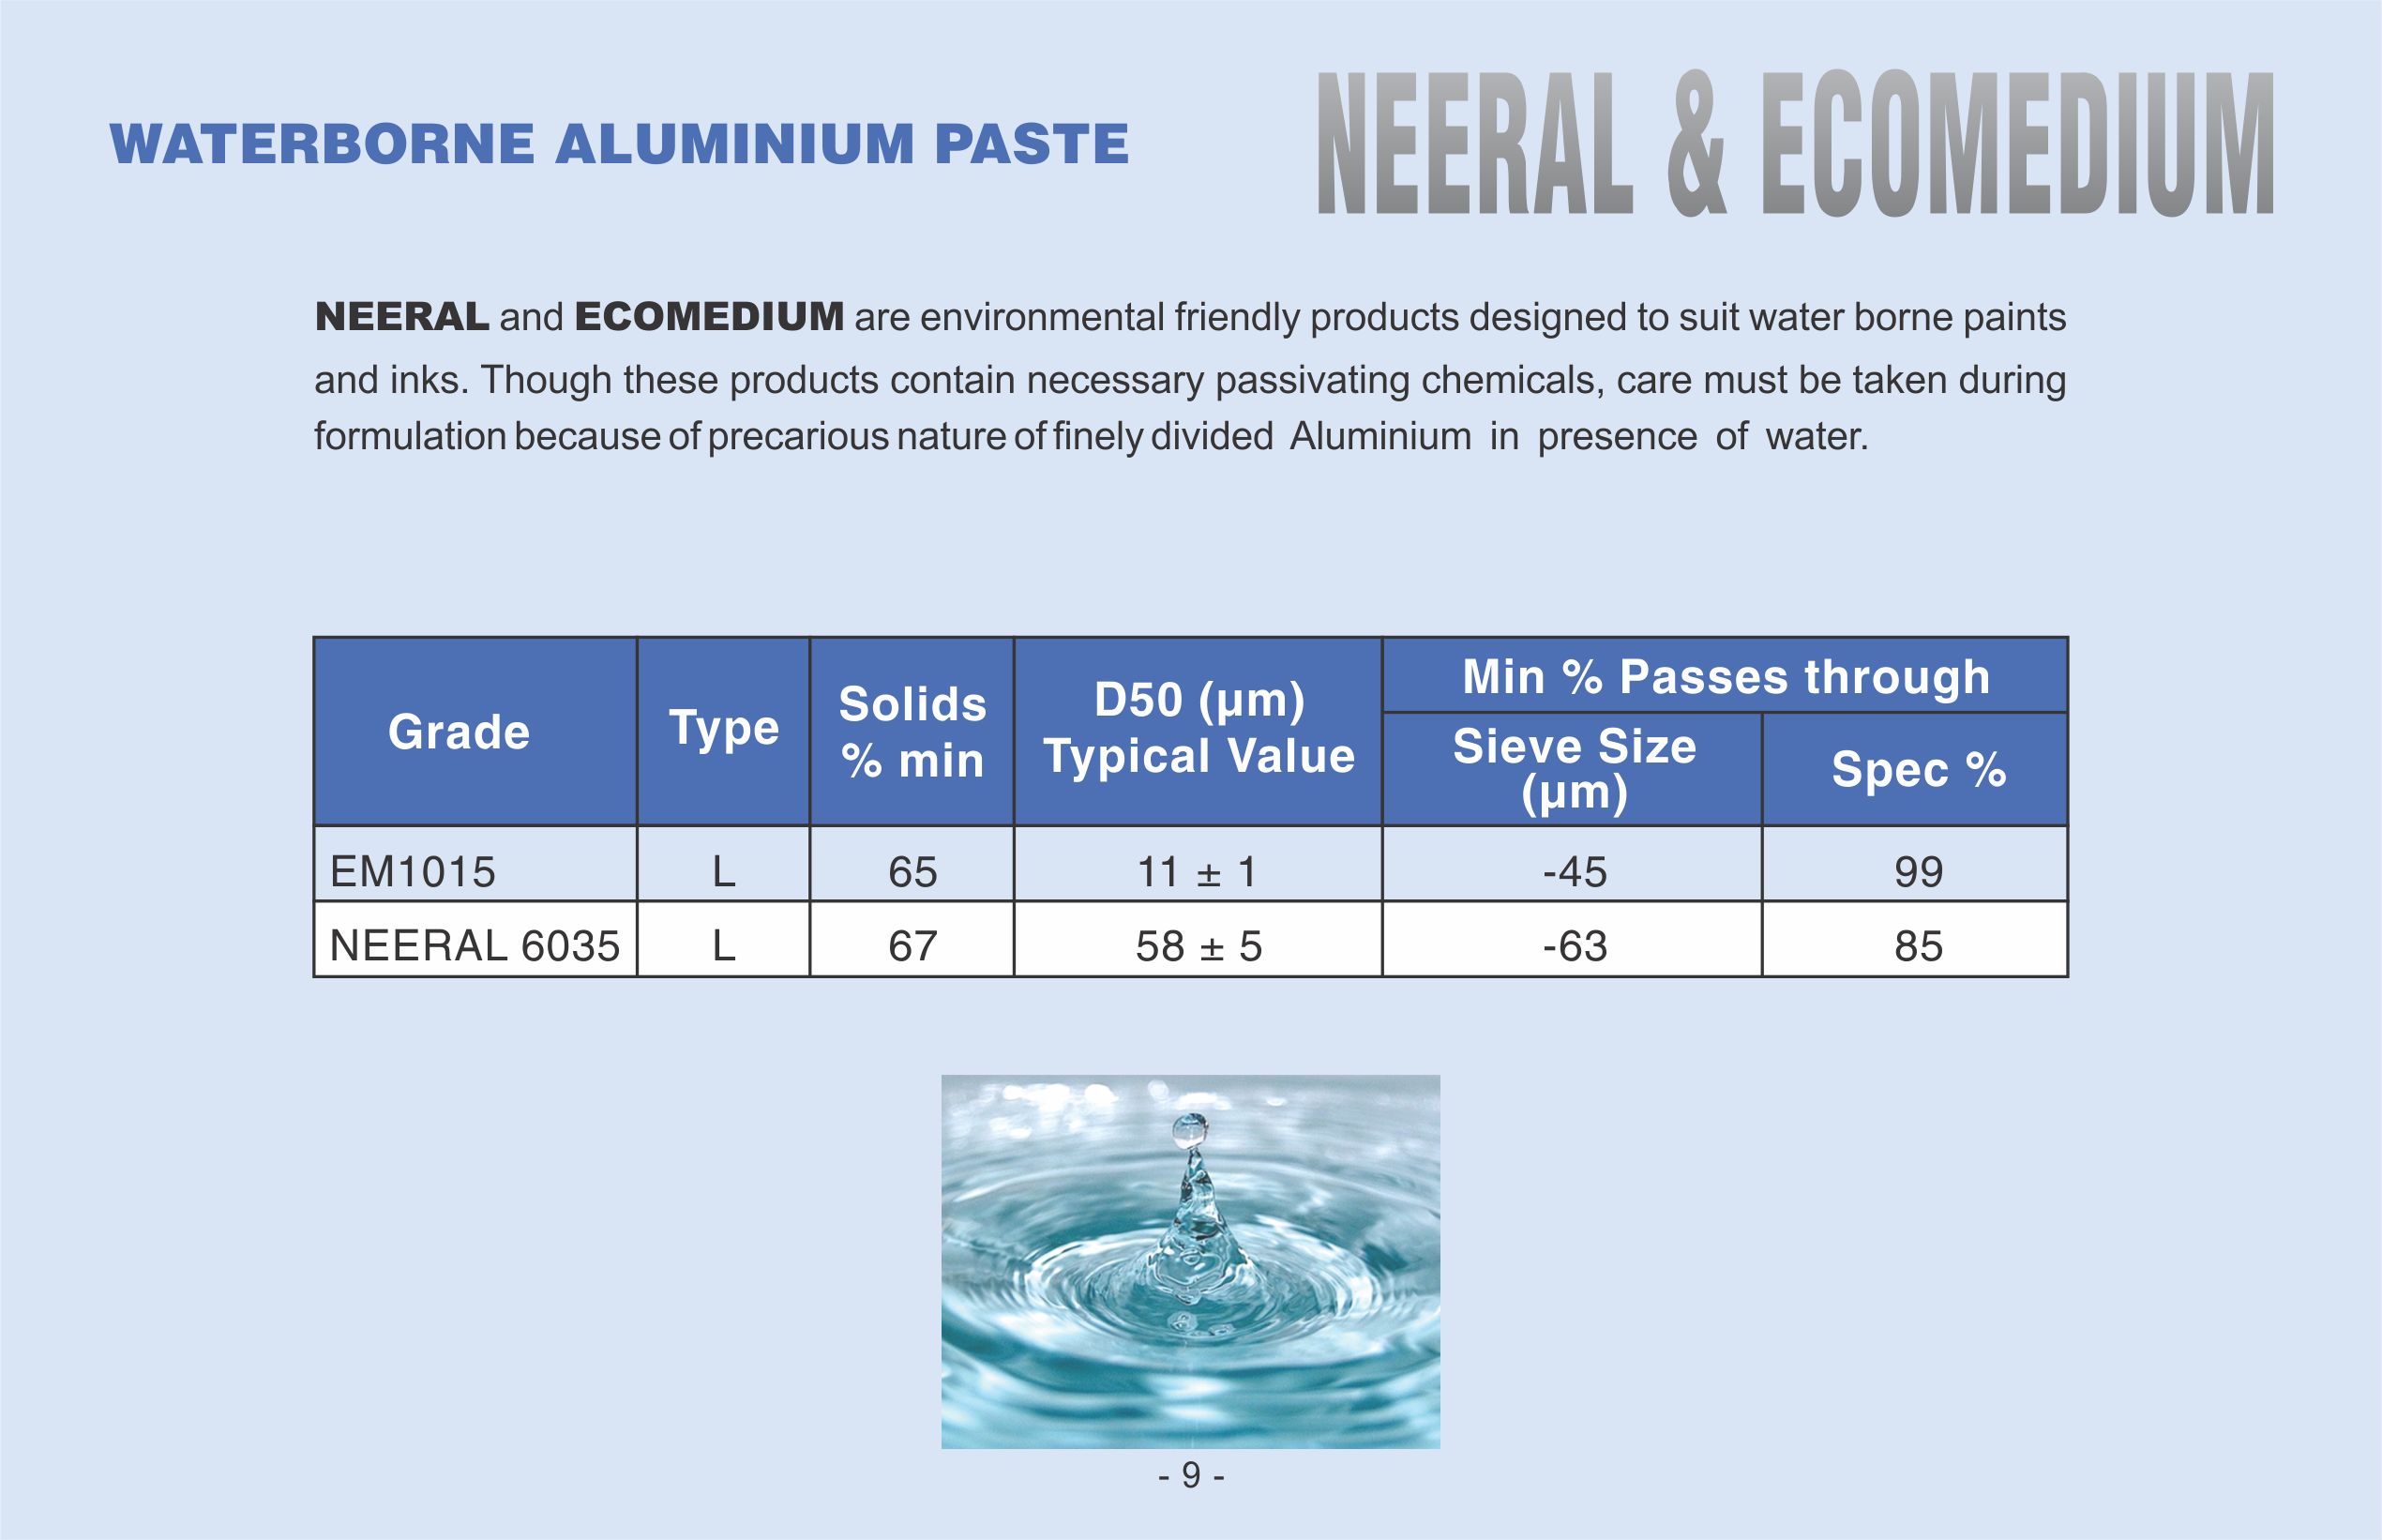 WATERBORNE ALUMINIUM PASTE
NEERAL & ECOMEDIUM
NEERAL and ECOMEDIUM are environmental friendly products designed to suit water borne paints
and inks. Though these products contain necessary passivating chemicals, care must be taken during
formulation because of precarious nature of finely divided Aluminium in presence of water.
Grade Type Solids % min D50 (µm) Typical Value Min % Passes through
Sieve Size (µm) Spec %
EM1015 L 65 11 ± 1 -45 99
NEERAL 6035 L 67 58 ± 5 -63 85
- 9 -